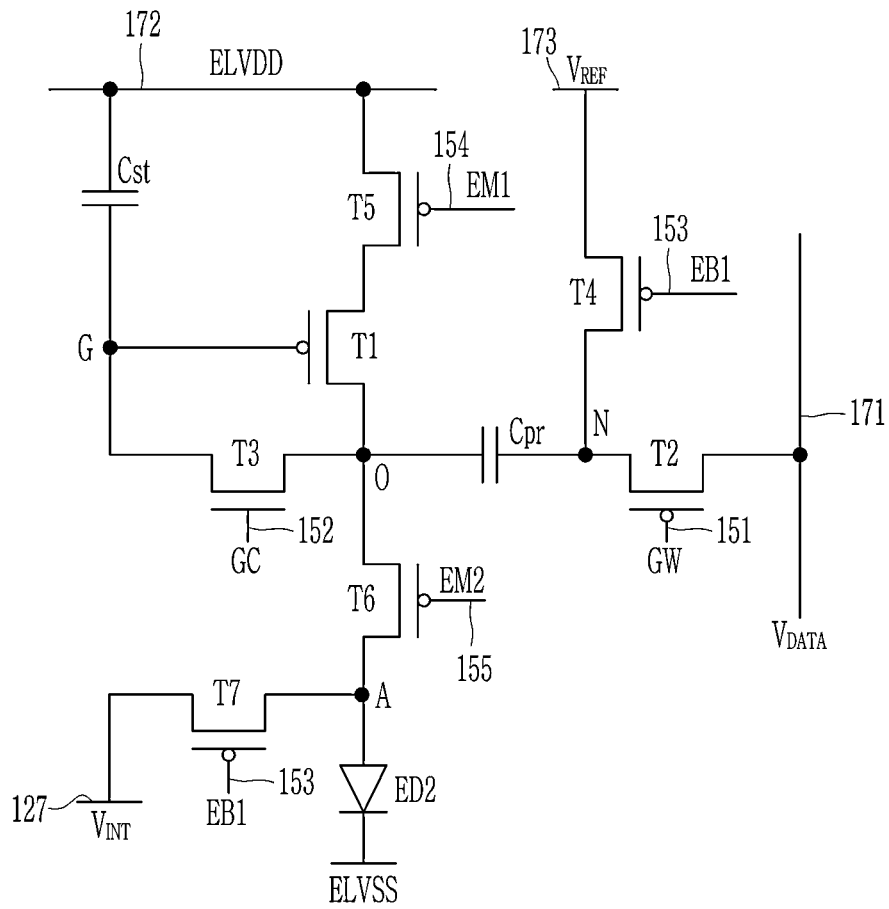 172
ELVDD
173
VREF
Cst
154
EM1
T5
153
EB1
T4
G
T1
171
Cpr
N
T3
O
T2
152
GC
151
GW
EM2
T6
155
VDATA
T7
A
127
VINT
153
EB1
ED2
ELVSS